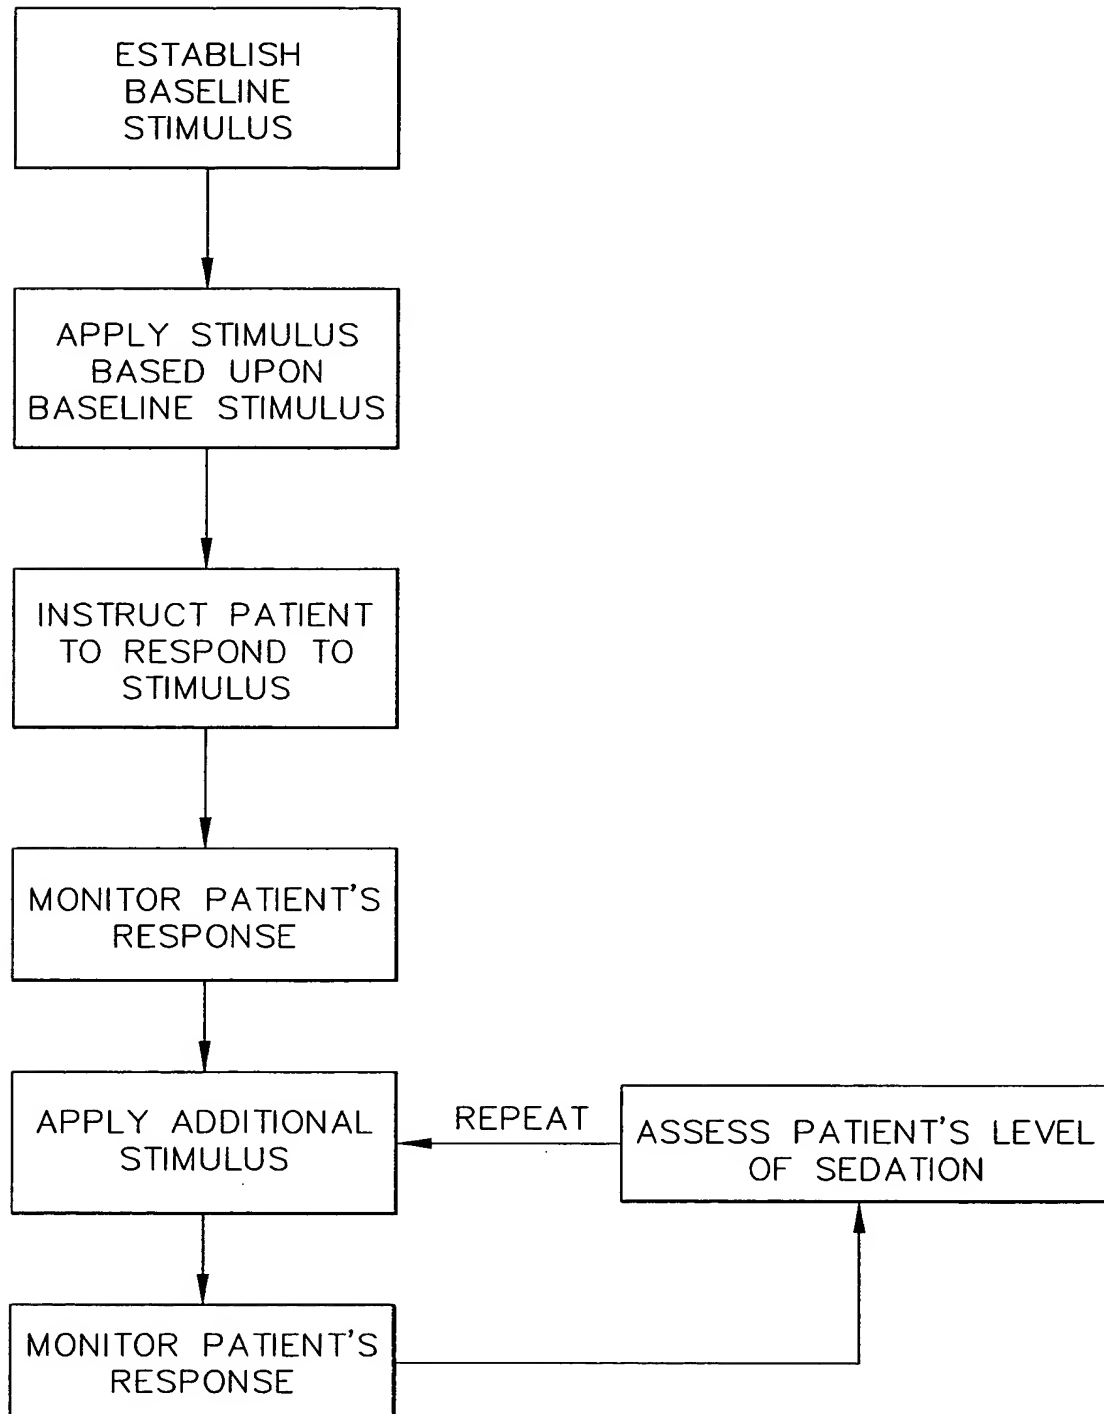 ESTABLISH
BASELINE
STIMULUS
APPLY STIMULUS
BASED UPON
BASELINE STIMULUS
INSTRUCT PATIENT
TO RESPOND TO
STIMULUS
MONITOR PATIENT'S
RESPONSE
APPLY ADDITIONAL
STIMULUS
REPEAT
ASSESS PATIENT'S LEVEL
OF SEDATION
MONITOR PATIENT'S
RESPONSE